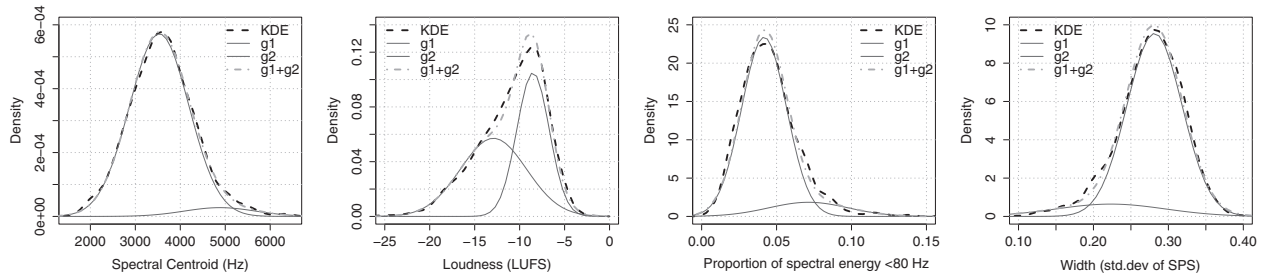 Density
0e+00 2e-04 4e-04 6e-04
KDE
g1
g2
g1+g2
2000 3000 4000 5000 6000
Spectral Centroid (Hz)
Density
0.00 0.04 0.08 0.12
KDE
g1
g2
g1+g2
−25 −20 −15 −10 −5 0
Loudness (LUFS)
Density
0 5 10 15 20 25
KDE
g1
g2
g1+g2
0.00 0.05 0.10 0.15
Proportion of spectral energy <80 Hz
Density
0 2 4 6 8 10
KDE
g1
g2
g1+g2
0.10 0.20 0.30 0.40
Width (std.dev of SPS)